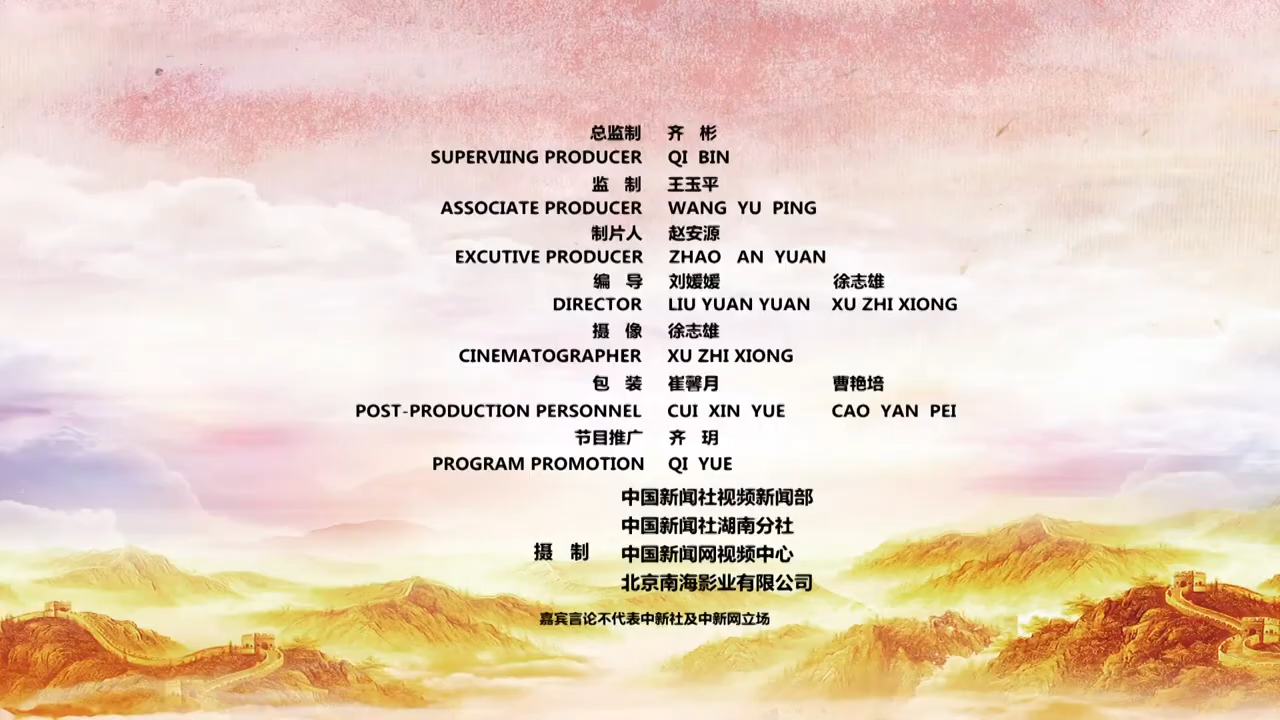 总监制 齐 彬
SUPERVIING PRODUCER QI BIN
监 制 王玉平
ASSOCIATE PRODUCER WANG YU PING
制片人 赵安源
EXCUTIVE PRODUCER ZHAO AN YUAN
编 导 刘媛媛 徐志雄
DIRECTOR LIU YUAN YUAN XU ZHI XIONG
摄 像 徐志雄
CINEMATOGRAPHER XU ZHI XIONG
包 装 崔馨月 曹艳培
POST-PRODUCTION PERSONNEL CUI XIN YUE CAO YAN PEI
节目推广 齐 玥
PROGRAM PROMOTION QI YUE
中国新闻社视频新闻部
中国新闻社湖南分社
摄 制 中国新闻网视频中心
北京南海影业有限公司
嘉宾言论不代表中新社及中新网立场